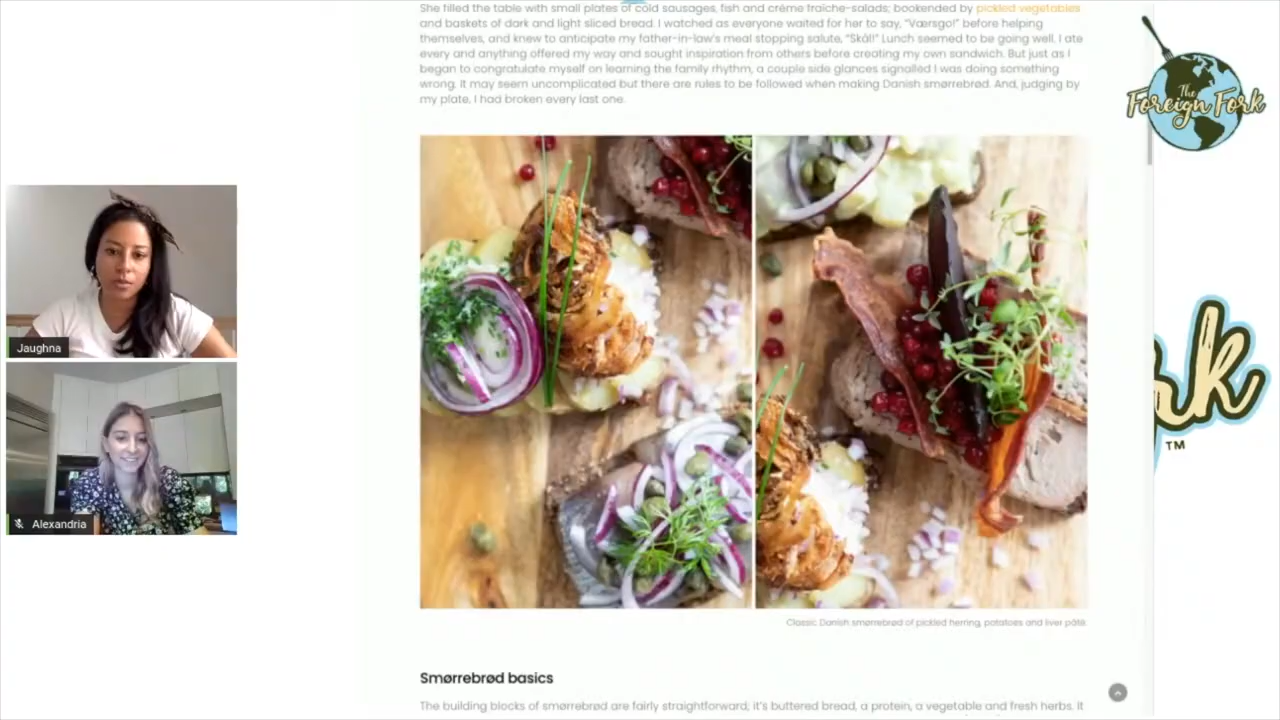 She filled the table with small plates of cold sausages, fish and créme fraîche-salads; bookended by pickled vegetables
and baskets of dark and light sliced bread. I watched as everyone waited for her to say, “Værsgo!” before helping
themselves, and knew to anticipate my father-in-law’s meal stopping salute, “Skål!” Lunch seemed to be going well. I ate
every and anything offered my way and sought inspiration from others before creating my own sandwich. But just as I
began to congratulate myself on learning the family rhythm, a couple side glances signalled I was doing something
wrong. It may seem uncomplicated but there are rules to be followed when making Danish smørrebrød. And, judging by
my plate, I had broken every last one.
The
Foreign Fork
Jaughna
Alexandria
rk
™
Classic Danish smørrebrød of pickled herring, potatoes and liver pâté.
Smørrebrød basics
The building blocks of smørrebrød are fairly straightforward; it’s buttered bread, a protein, a vegetable and fresh herbs. It